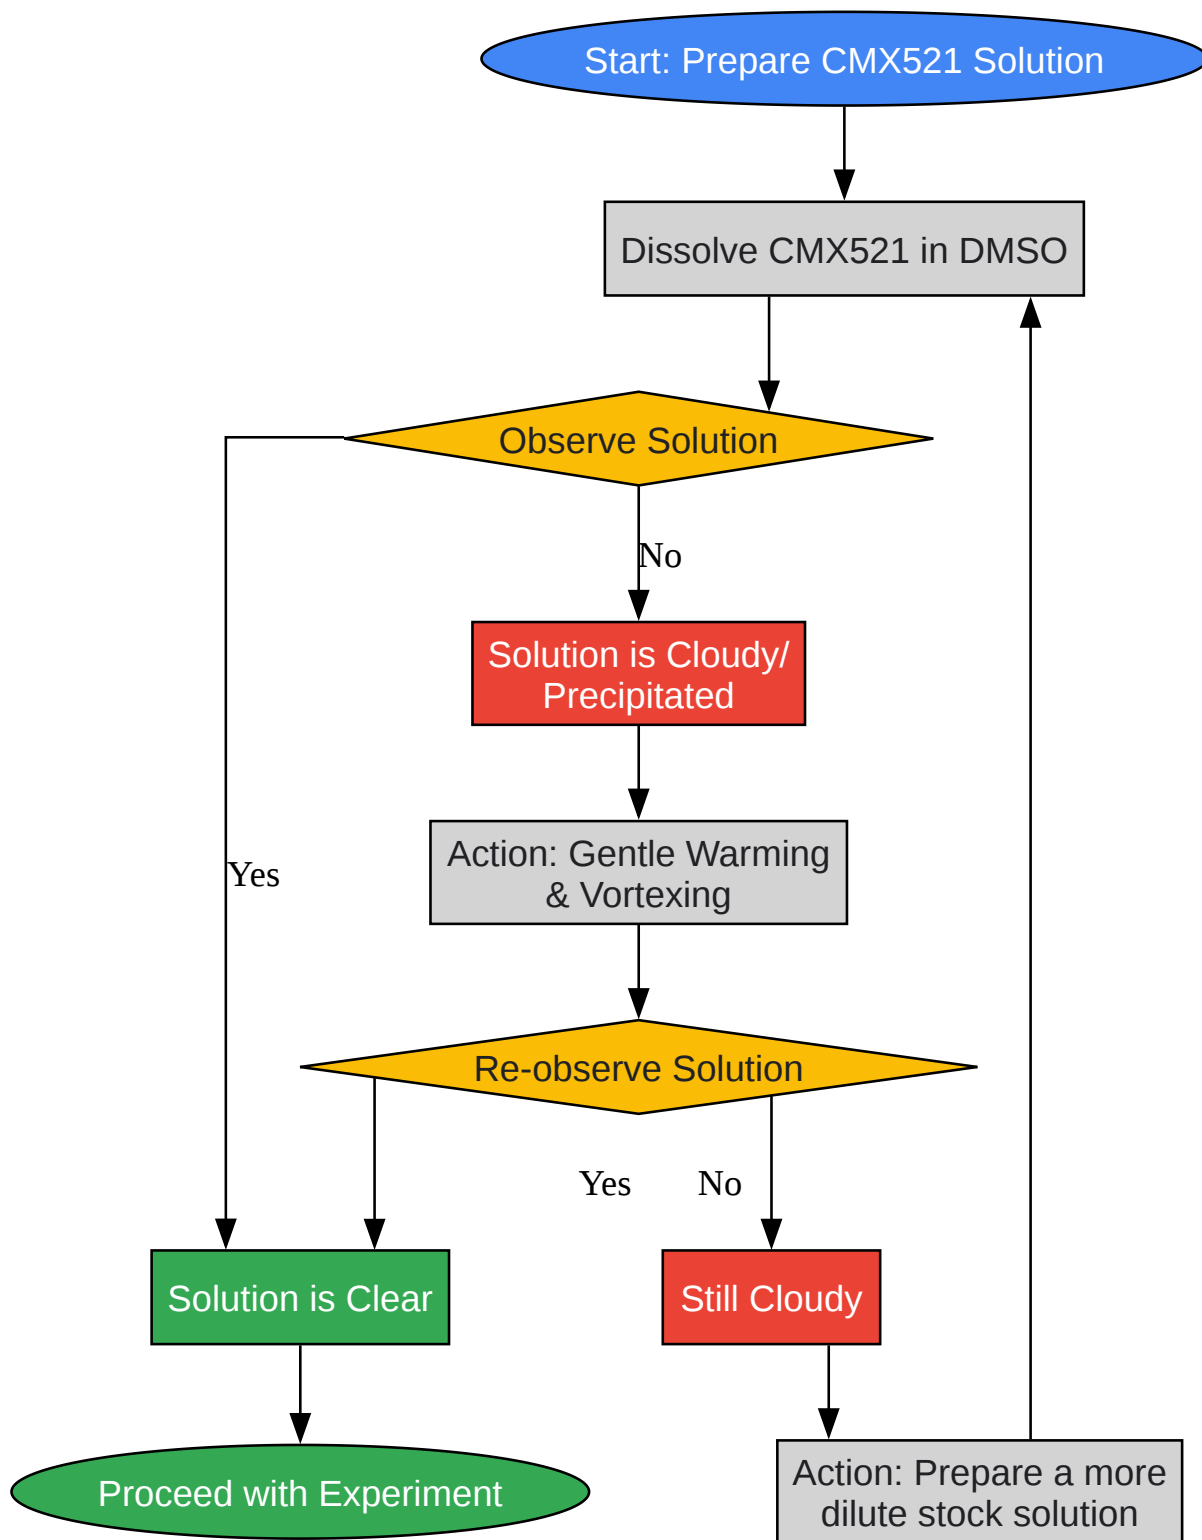 Start: Prepare CMX521 Solution
Dissolve CMX521 in DMSO
Observe Solution
No
Solution is Cloudy/
Precipitated
Action: Gentle Warming
& Vortexing
Yes
Re-observe Solution
Yes
No
Solution is Clear
Still Cloudy
Proceed with Experiment
Action: Prepare a more
dilute stock solution